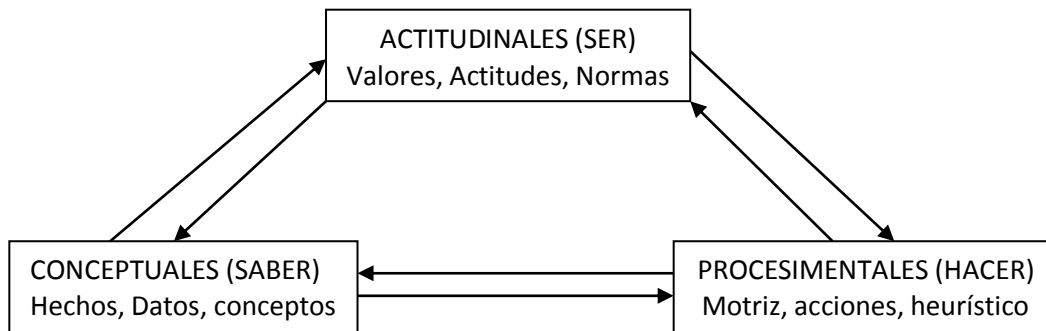 ACTITUDINALES (SER)
Valores, Actitudes, Normas
CONCEPTUALES (SABER)
Hechos, Datos, conceptos
PROCESIMENTALES (HACER)
Motriz, acciones, heurístico